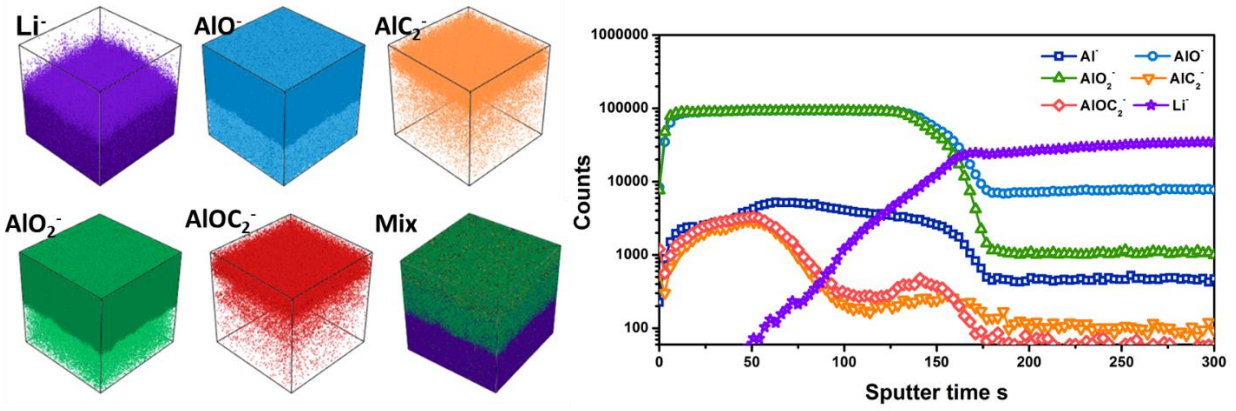 Li⁻ AlO⁻ AlC₂⁻
AlO₂⁻ AlOC₂⁻ Mix
1000000
100000
10000
1000
100
Counts
Al⁻ AlO⁻
AlO₂⁻ AlC₂⁻
AlOC₂⁻ Li⁻
0 50 100 150 200 250 300
Sputter time s